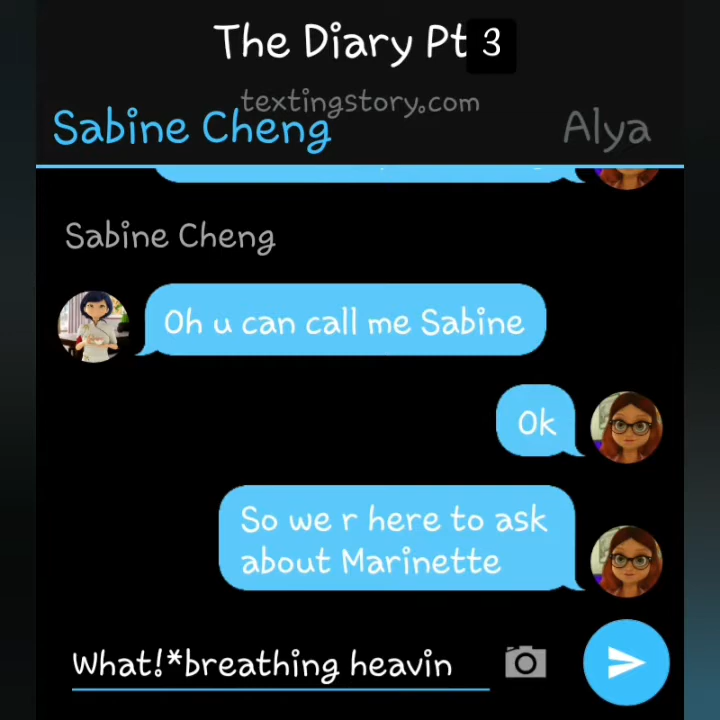 The Diary Pt 3
textingstory.com
Sabine Cheng
Alya
Sabine Cheng
Oh u can call me Sabine
Ok
So we r here to ask
about Marinette
What!*breathing heavin